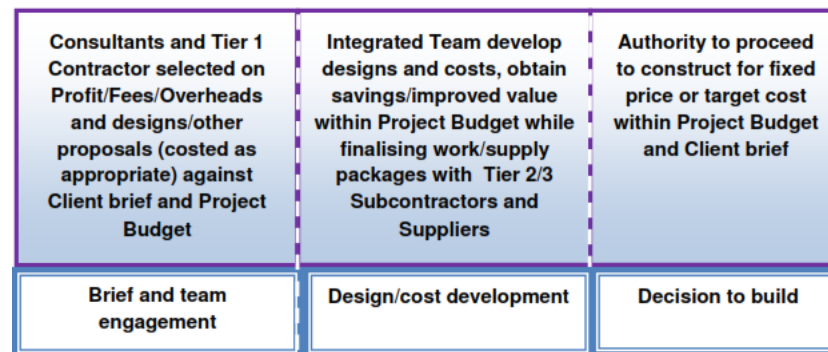 Consultants and Tier 1
Contractor selected on
Profit/Fees/Overheads
and designs/other
proposals (costed as
appropriate) against
Client brief and Project
Budget
Integrated Team develop
designs and costs, obtain
savings/improved value
within Project Budget while
finalising work/supply
packages with Tier 2/3
Subcontractors and
Suppliers
Authority to proceed
to construct for fixed
price or target cost
within Project Budget
and Client brief
Brief and team
engagement
Design/cost development
Decision to build